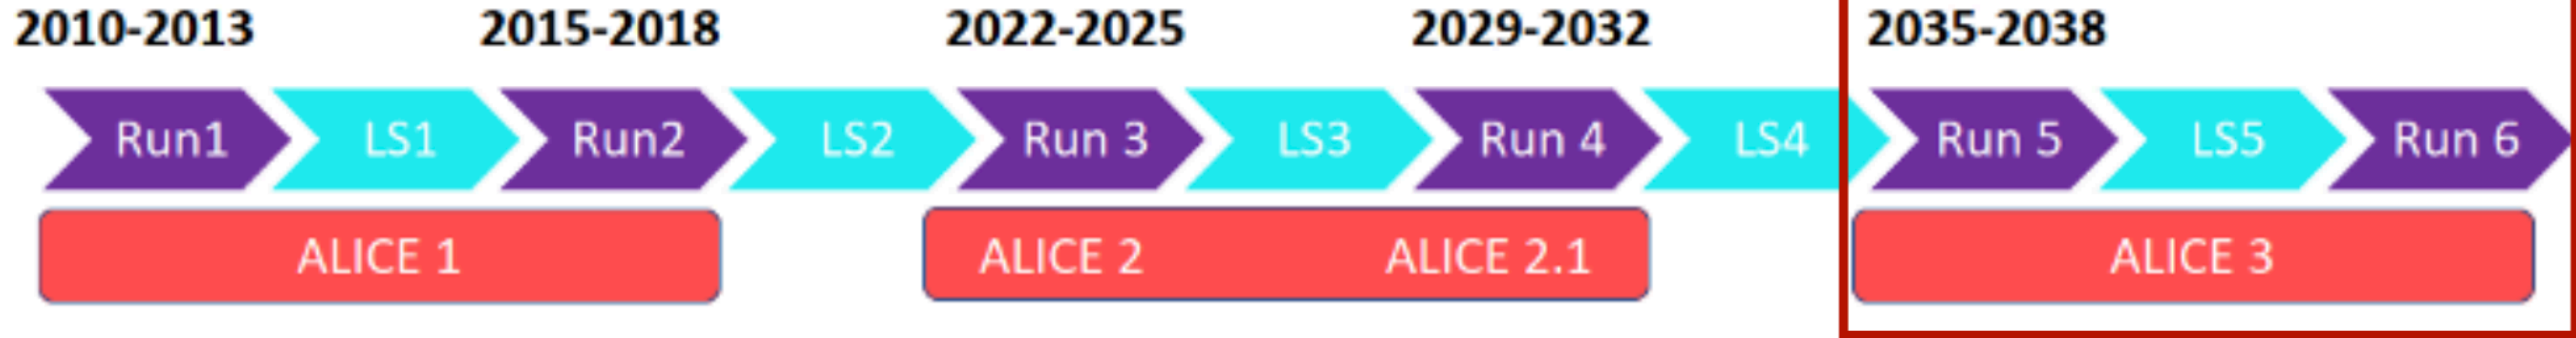 2010-2013 2015-2018 2022-2025 2029-2032 2035-2038
Run1 LS1 Run2 LS2 Run 3 LS3 Run 4 LS4 Run 5 LS5 Run 6
ALICE 1 ALICE 2 ALICE 2.1 ALICE 3